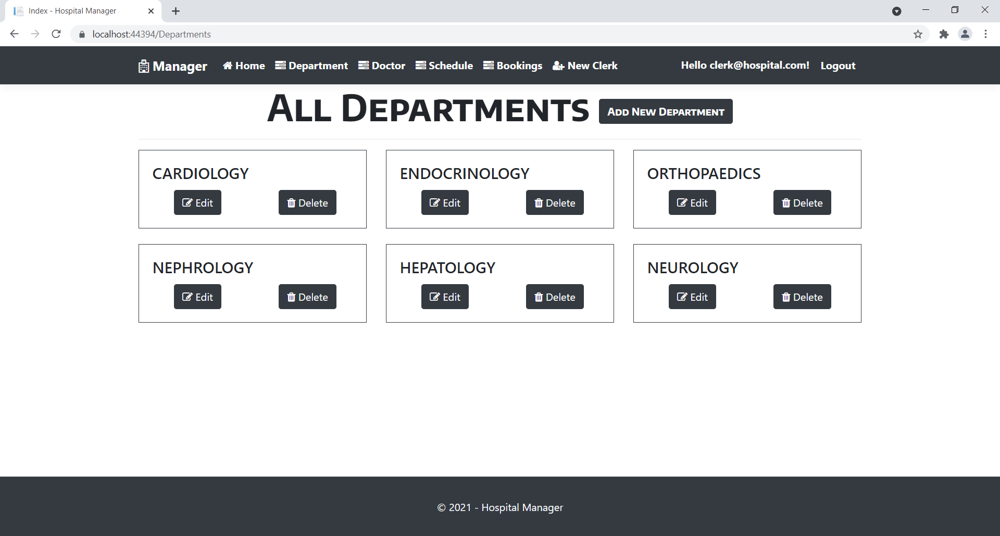 Index - Hospital Manager
localhost:44394/Departments
Manager Home Department Doctor Schedule Bookings New Clerk Hello clerk@hospital.com! Logout
All Departments Add New Department
CARDIOLOGY
Edit Delete
ENDOCRINOLOGY
Edit Delete
ORTHOPAEDICS
Edit Delete
NEPHROLOGY
Edit Delete
HEPATOLOGY
Edit Delete
NEUROLOGY
Edit Delete
© 2021 - Hospital Manager